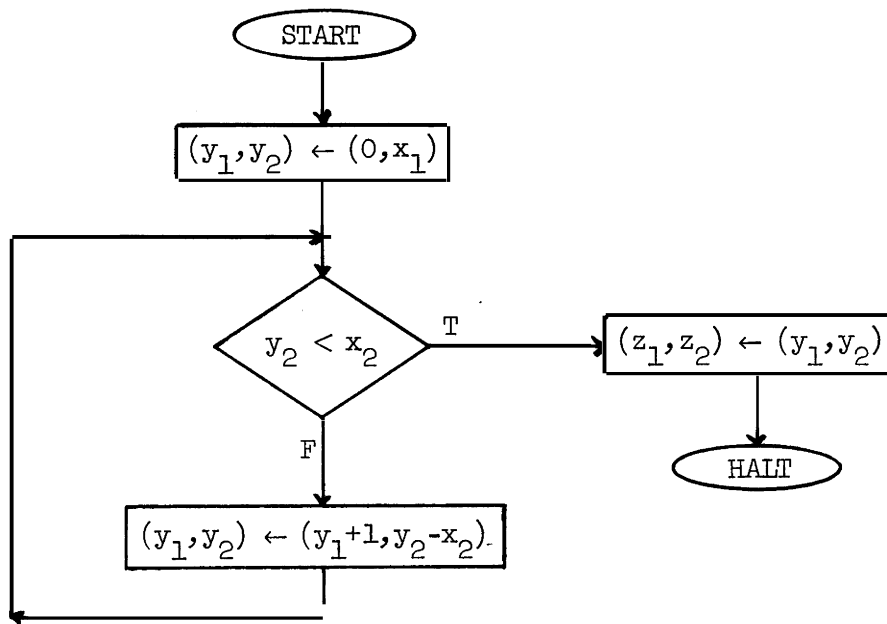 START
(y₁,y₂) ← (0,x₁)
y₂ < x₂
T
(z₁,z₂) ← (y₁,y₂)
F
HALT
(y₁,y₂) ← (y₁+1,y₂-x₂)